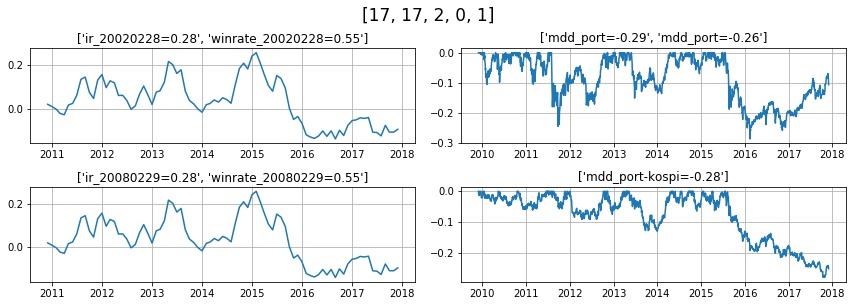 [17, 17, 2, 0, 1]
['ir_20020228=0.28', 'winrate_20020228=0.55']
0.2
0.0
2011 2012 2013 2014 2015 2016 2017 2018
['mdd_port=-0.29', 'mdd_port=-0.26']
0.0
−0.1
−0.2
−0.3
2010 2011 2012 2013 2014 2015 2016 2017 2018
['ir_20080229=0.28', 'winrate_20080229=0.55']
0.2
0.0
2011 2012 2013 2014 2015 2016 2017 2018
['mdd_port-kospi=-0.28']
0.0
−0.1
−0.2
2010 2011 2012 2013 2014 2015 2016 2017 2018